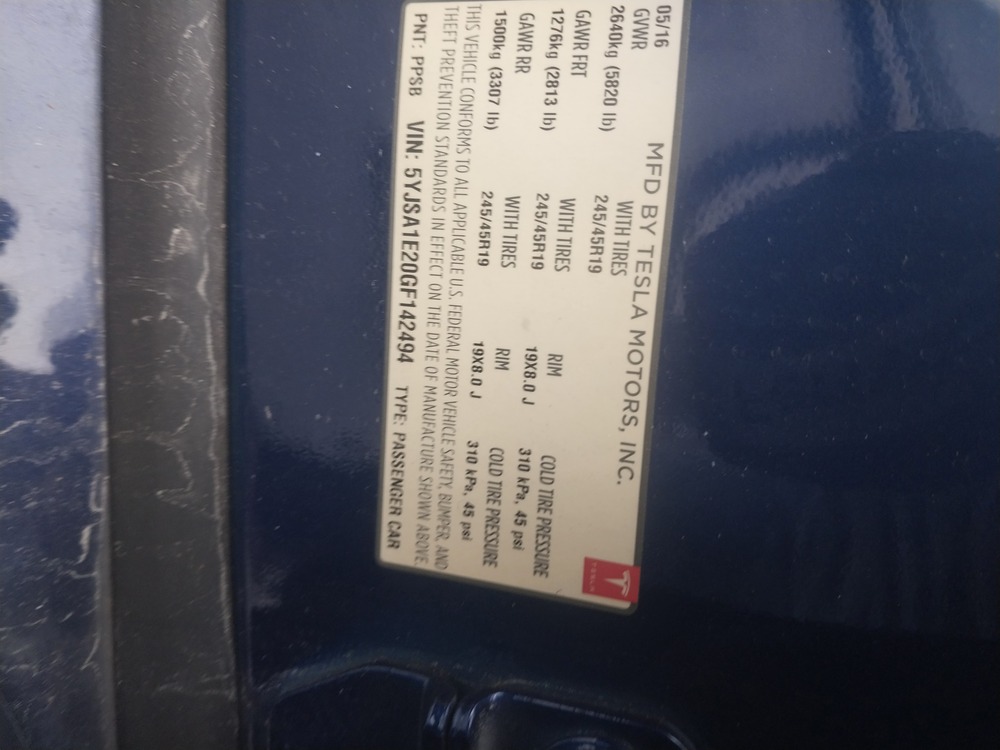 MFD BY TESLA MOTORS, INC.
05/16
GVWR WITH TIRES
2640kg (5820 lb) 245/45R19
GAWR FRT WITH TIRES RIM COLD TIRE PRESSURE
1276kg (2813 lb) 245/45R19 19X8.0 J 310 kPa, 45 psi
GAWR RR WITH TIRES RIM COLD TIRE PRESSURE
1500kg (3307 lb) 245/45R19 19X8.0 J 310 kPa, 45 psi
THIS VEHICLE CONFORMS TO ALL APPLICABLE U.S. FEDERAL MOTOR VEHICLE SAFETY, BUMPER, AND
THEFT PREVENTION STANDARDS IN EFFECT ON THE DATE OF MANUFACTURE SHOWN ABOVE.
PNT: PPSB VIN: 5YJSA1E20GF142494 TYPE: PASSENGER CAR
TESLA